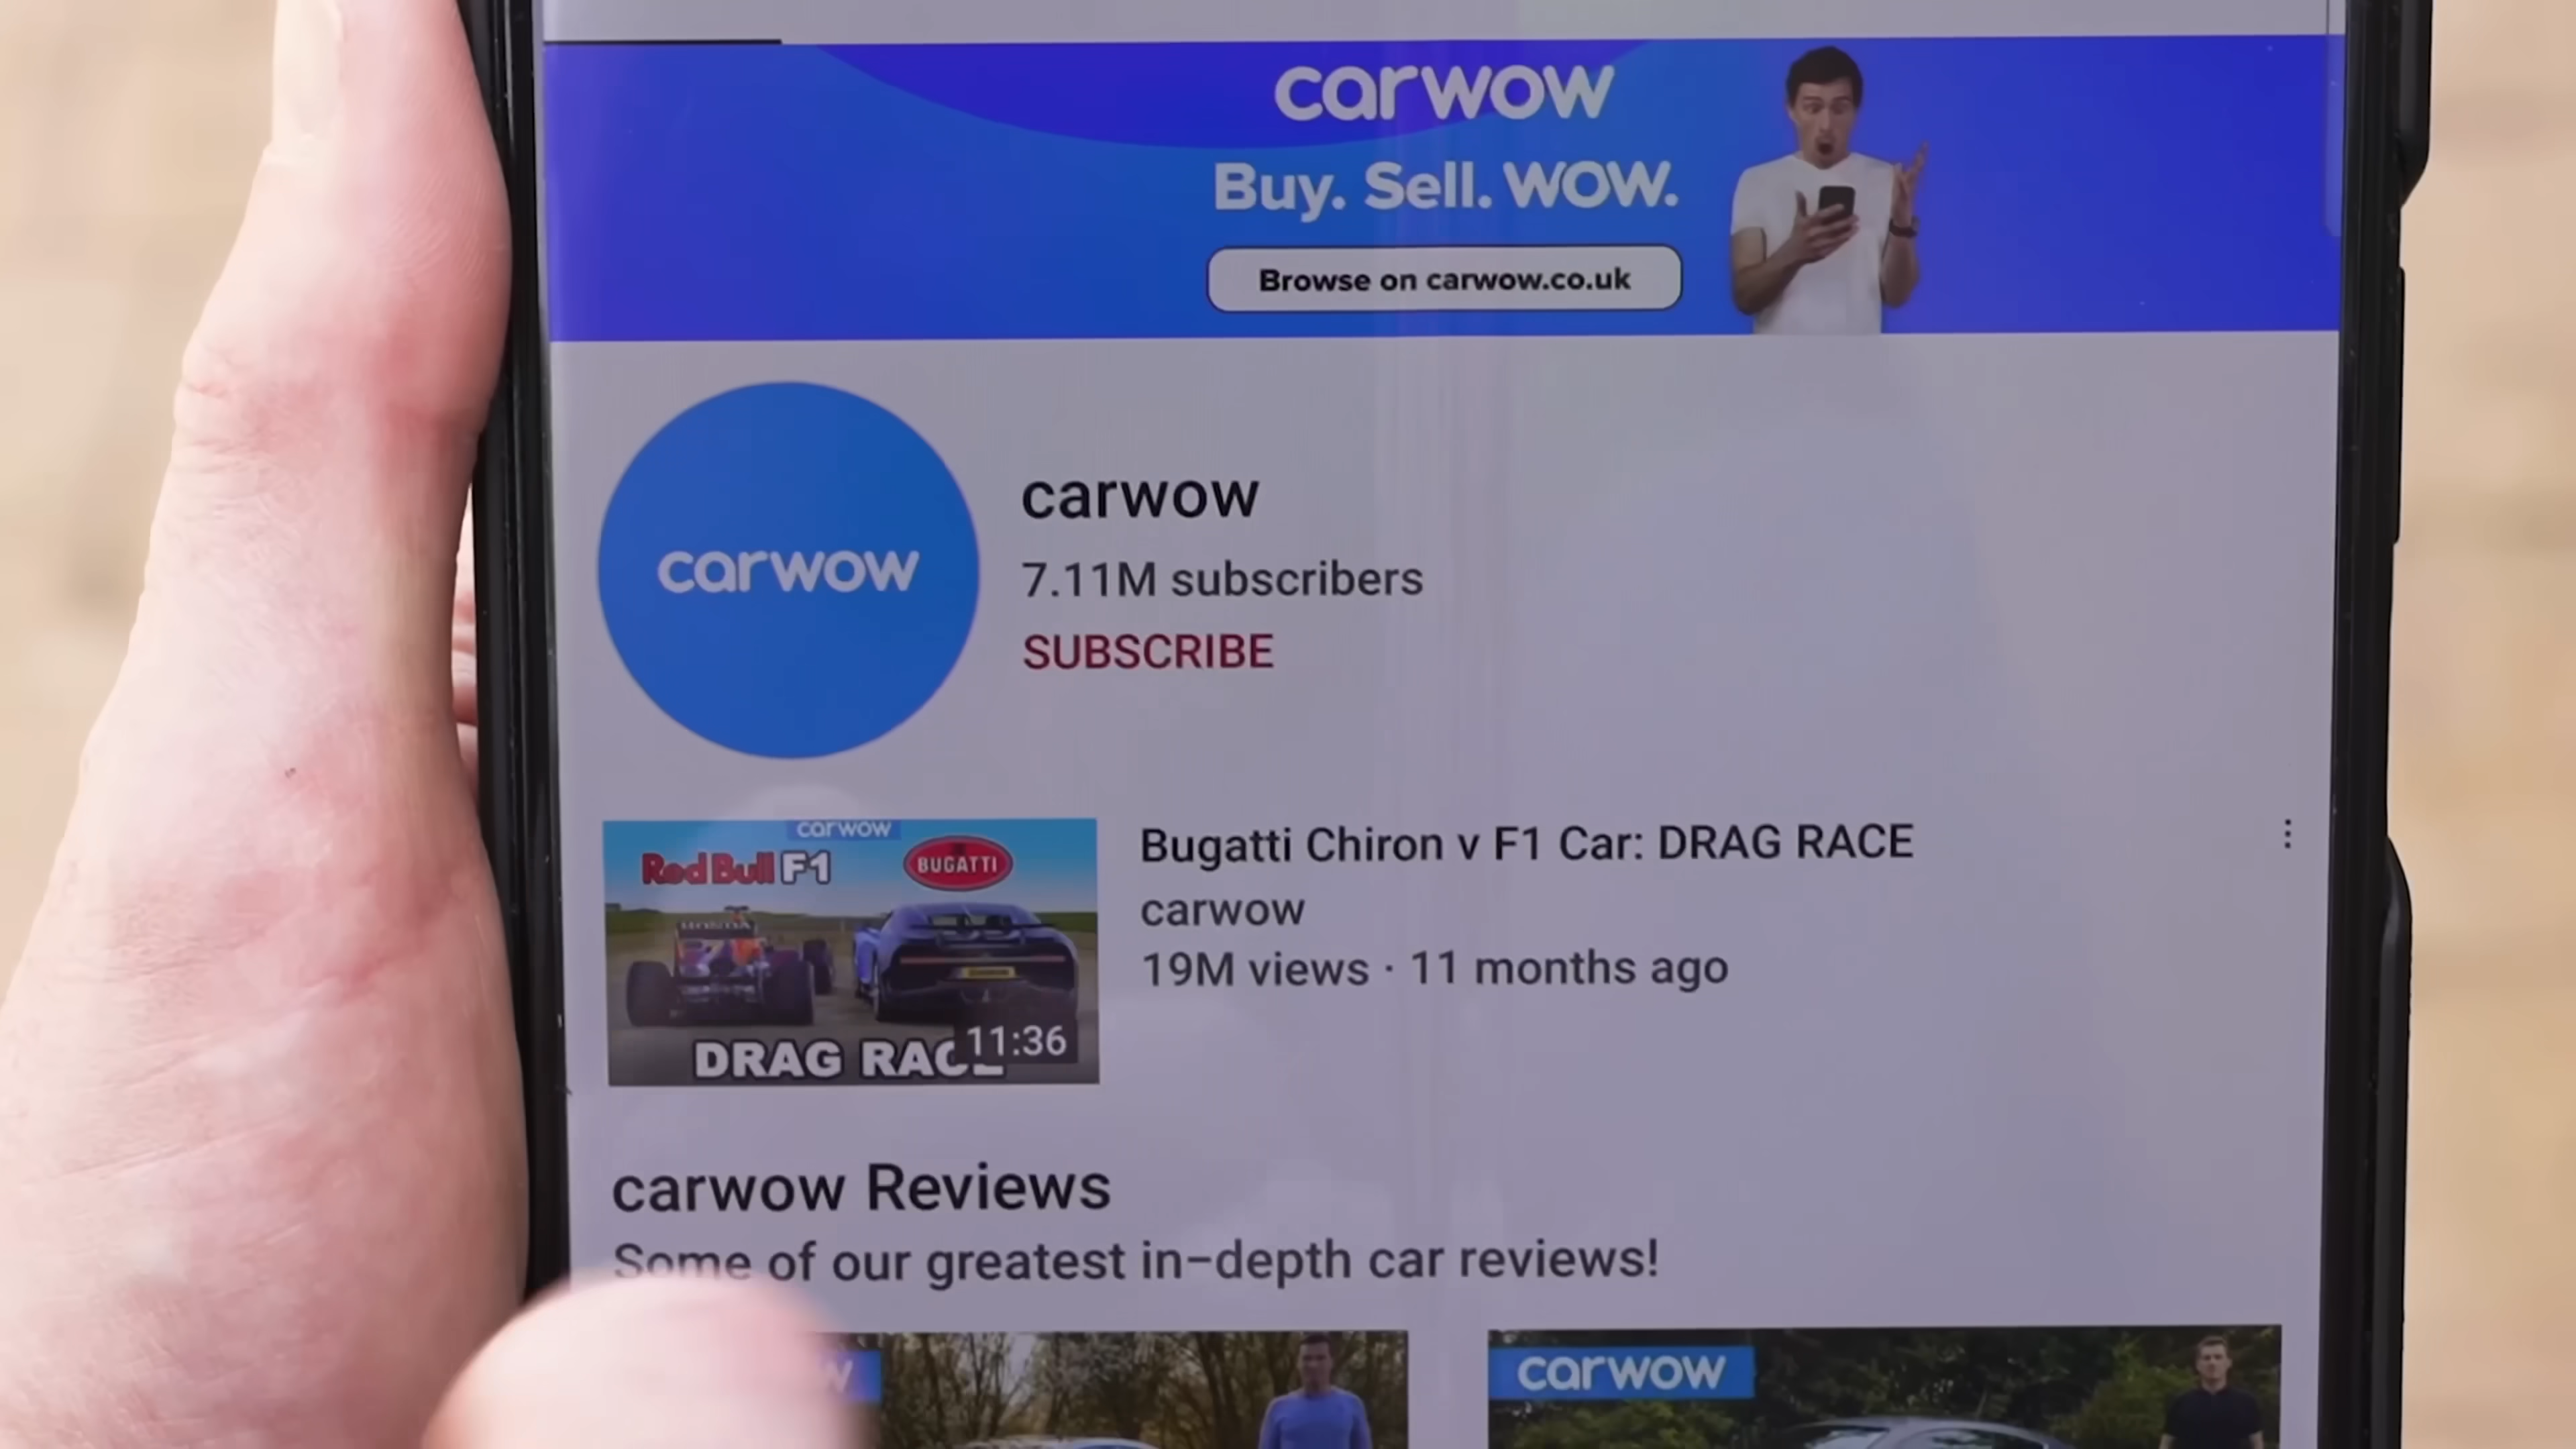 carwow
Buy. Sell. WOW.
Browse on carwow.co.uk
carwow
carwow
7.11M subscribers
SUBSCRIBE
carwow
Red Bull F1
BUGATTI
HONDA
DRAG RACE
11:36
Bugatti Chiron v F1 Car: DRAG RACE
carwow
19M views · 11 months ago
carwow Reviews
Some of our greatest in-depth car reviews!
w
carwow